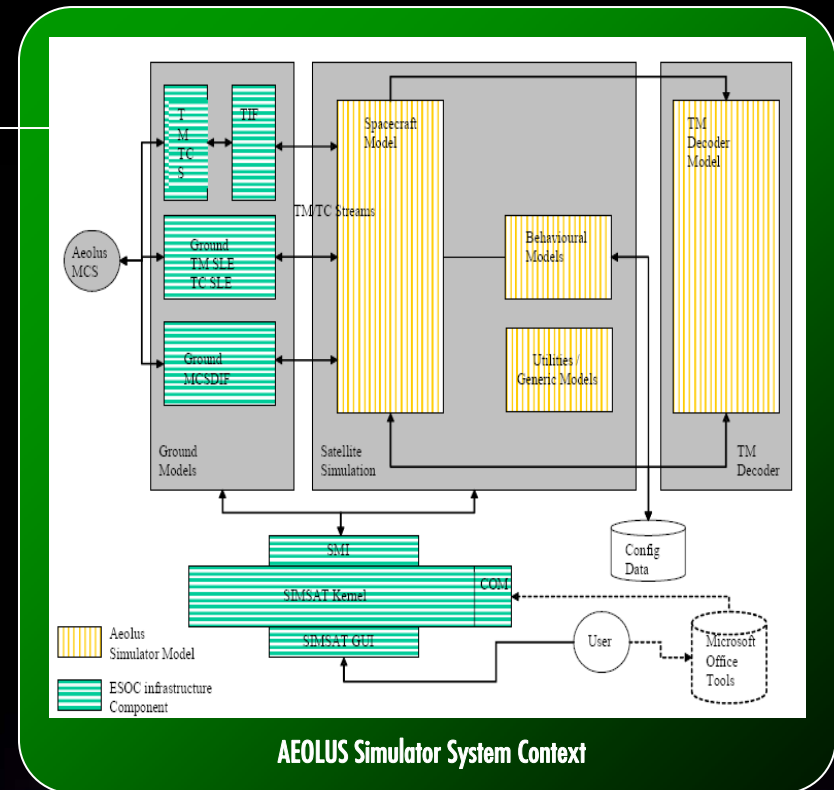 Aeolus
MCS
T
M
TC
S
TIF
TM/TC Streams
Ground
TM SLE
TC SLE
Ground
MCSDIF
Ground
Models
Spacecraft
Model
Behavioural
Models
Utilities /
Generic Models
Satellite
Simulation
TM
Decoder
Model
TM
Decoder
SMI
SIMSAT Kernel
COM
SIMSAT GUI
Config
Data
User
Microsoft
Office
Tools
Aeolus
Simulator Model
ESOC infrastructure
Component
AEOLUS Simulator System Context